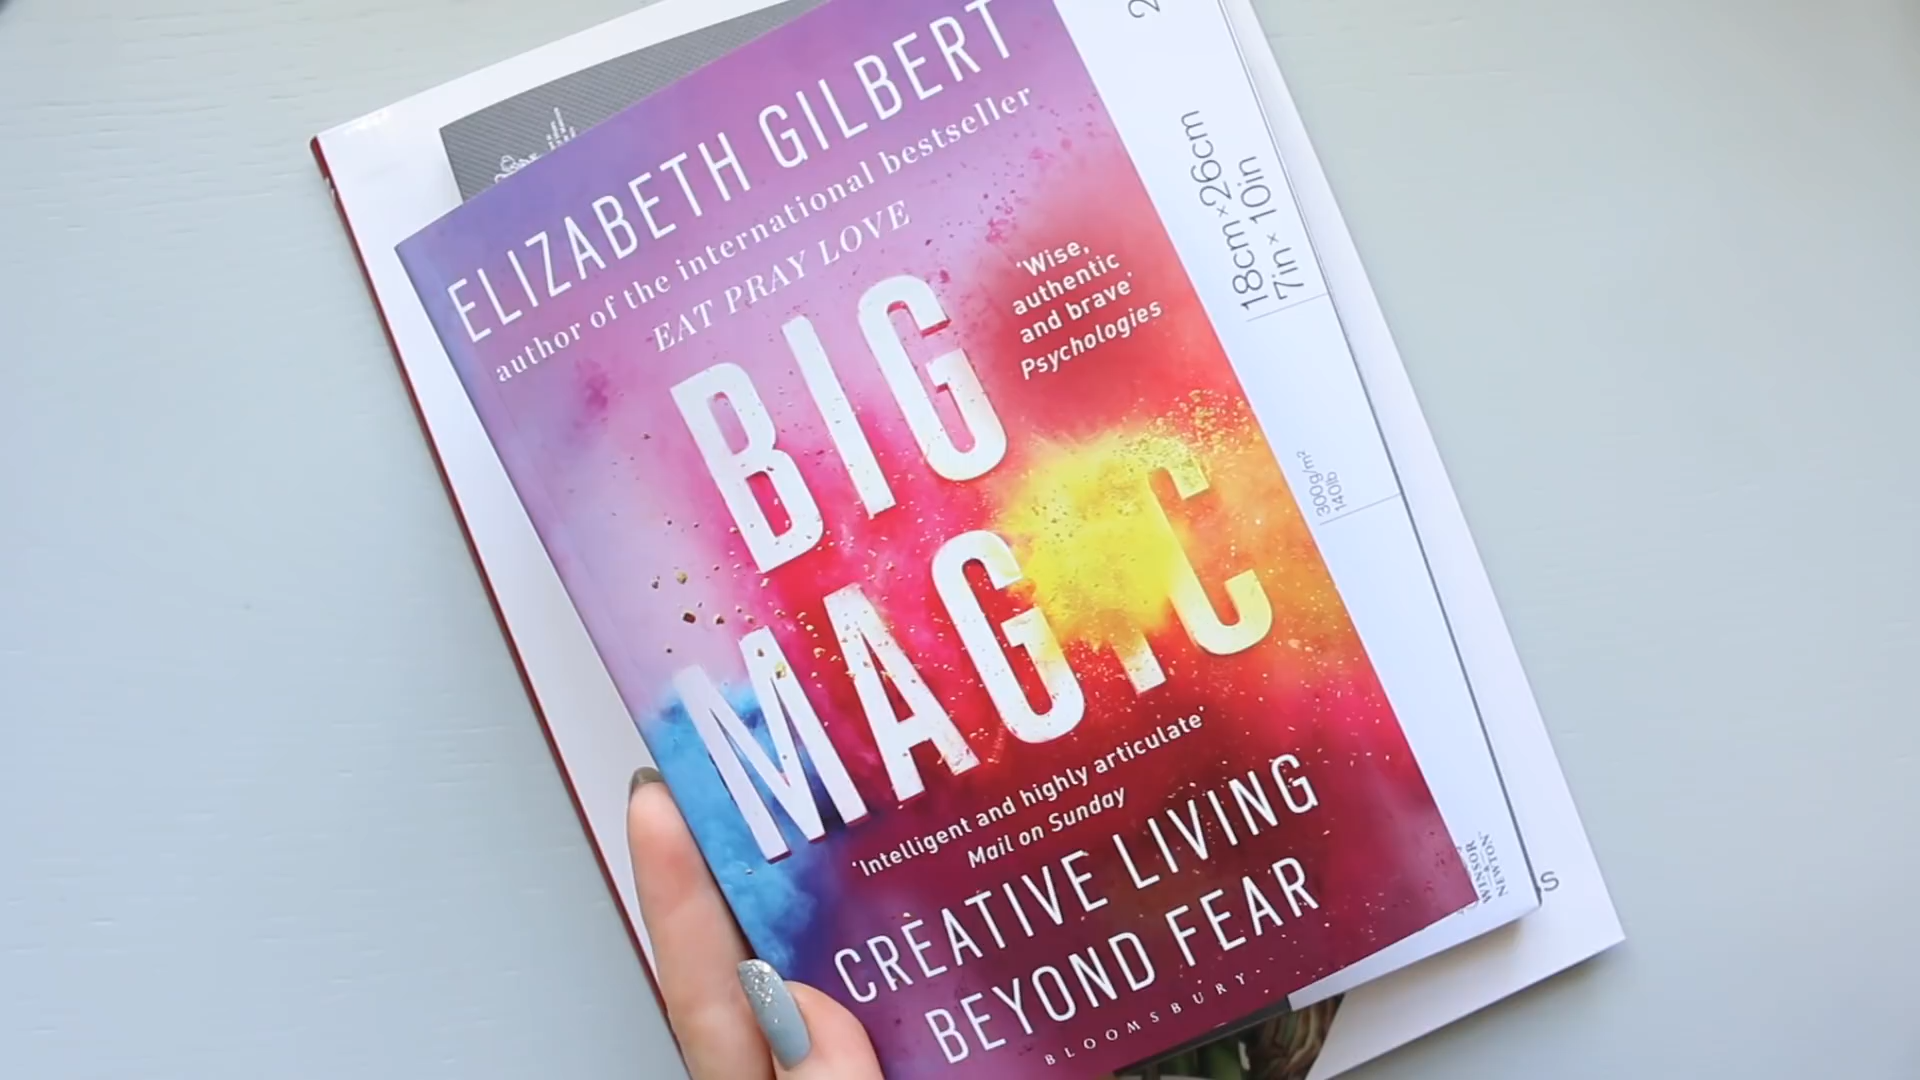 ELIZABETH GILBERT
author of the international bestseller
EAT PRAY LOVE
'Wise,
authentic
and brave'
Psychologies
BIG
MAGIC
'Intelligent and highly articulate'
Mail on Sunday
CREATIVE LIVING
BEYOND FEAR
BLOOMSBURY
18cm × 26cm
7in × 10in
300g/m²
140lb
WINSOR
&
NEWTON